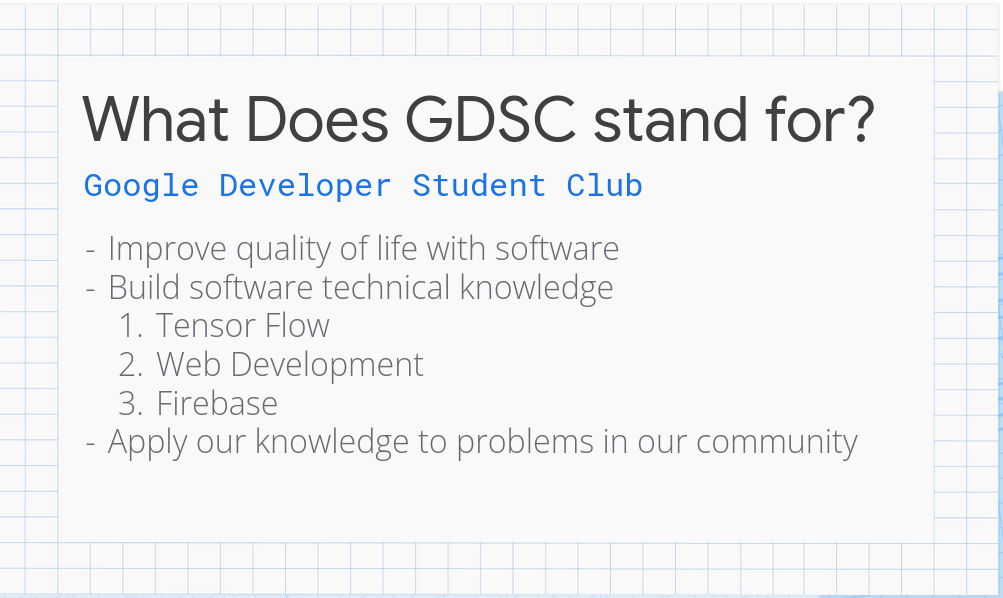 What Does GDSC stand for?
Google Developer Student Club
- Improve quality of life with software
- Build software technical knowledge
1. Tensor Flow
2. Web Development
3. Firebase
- Apply our knowledge to problems in our community